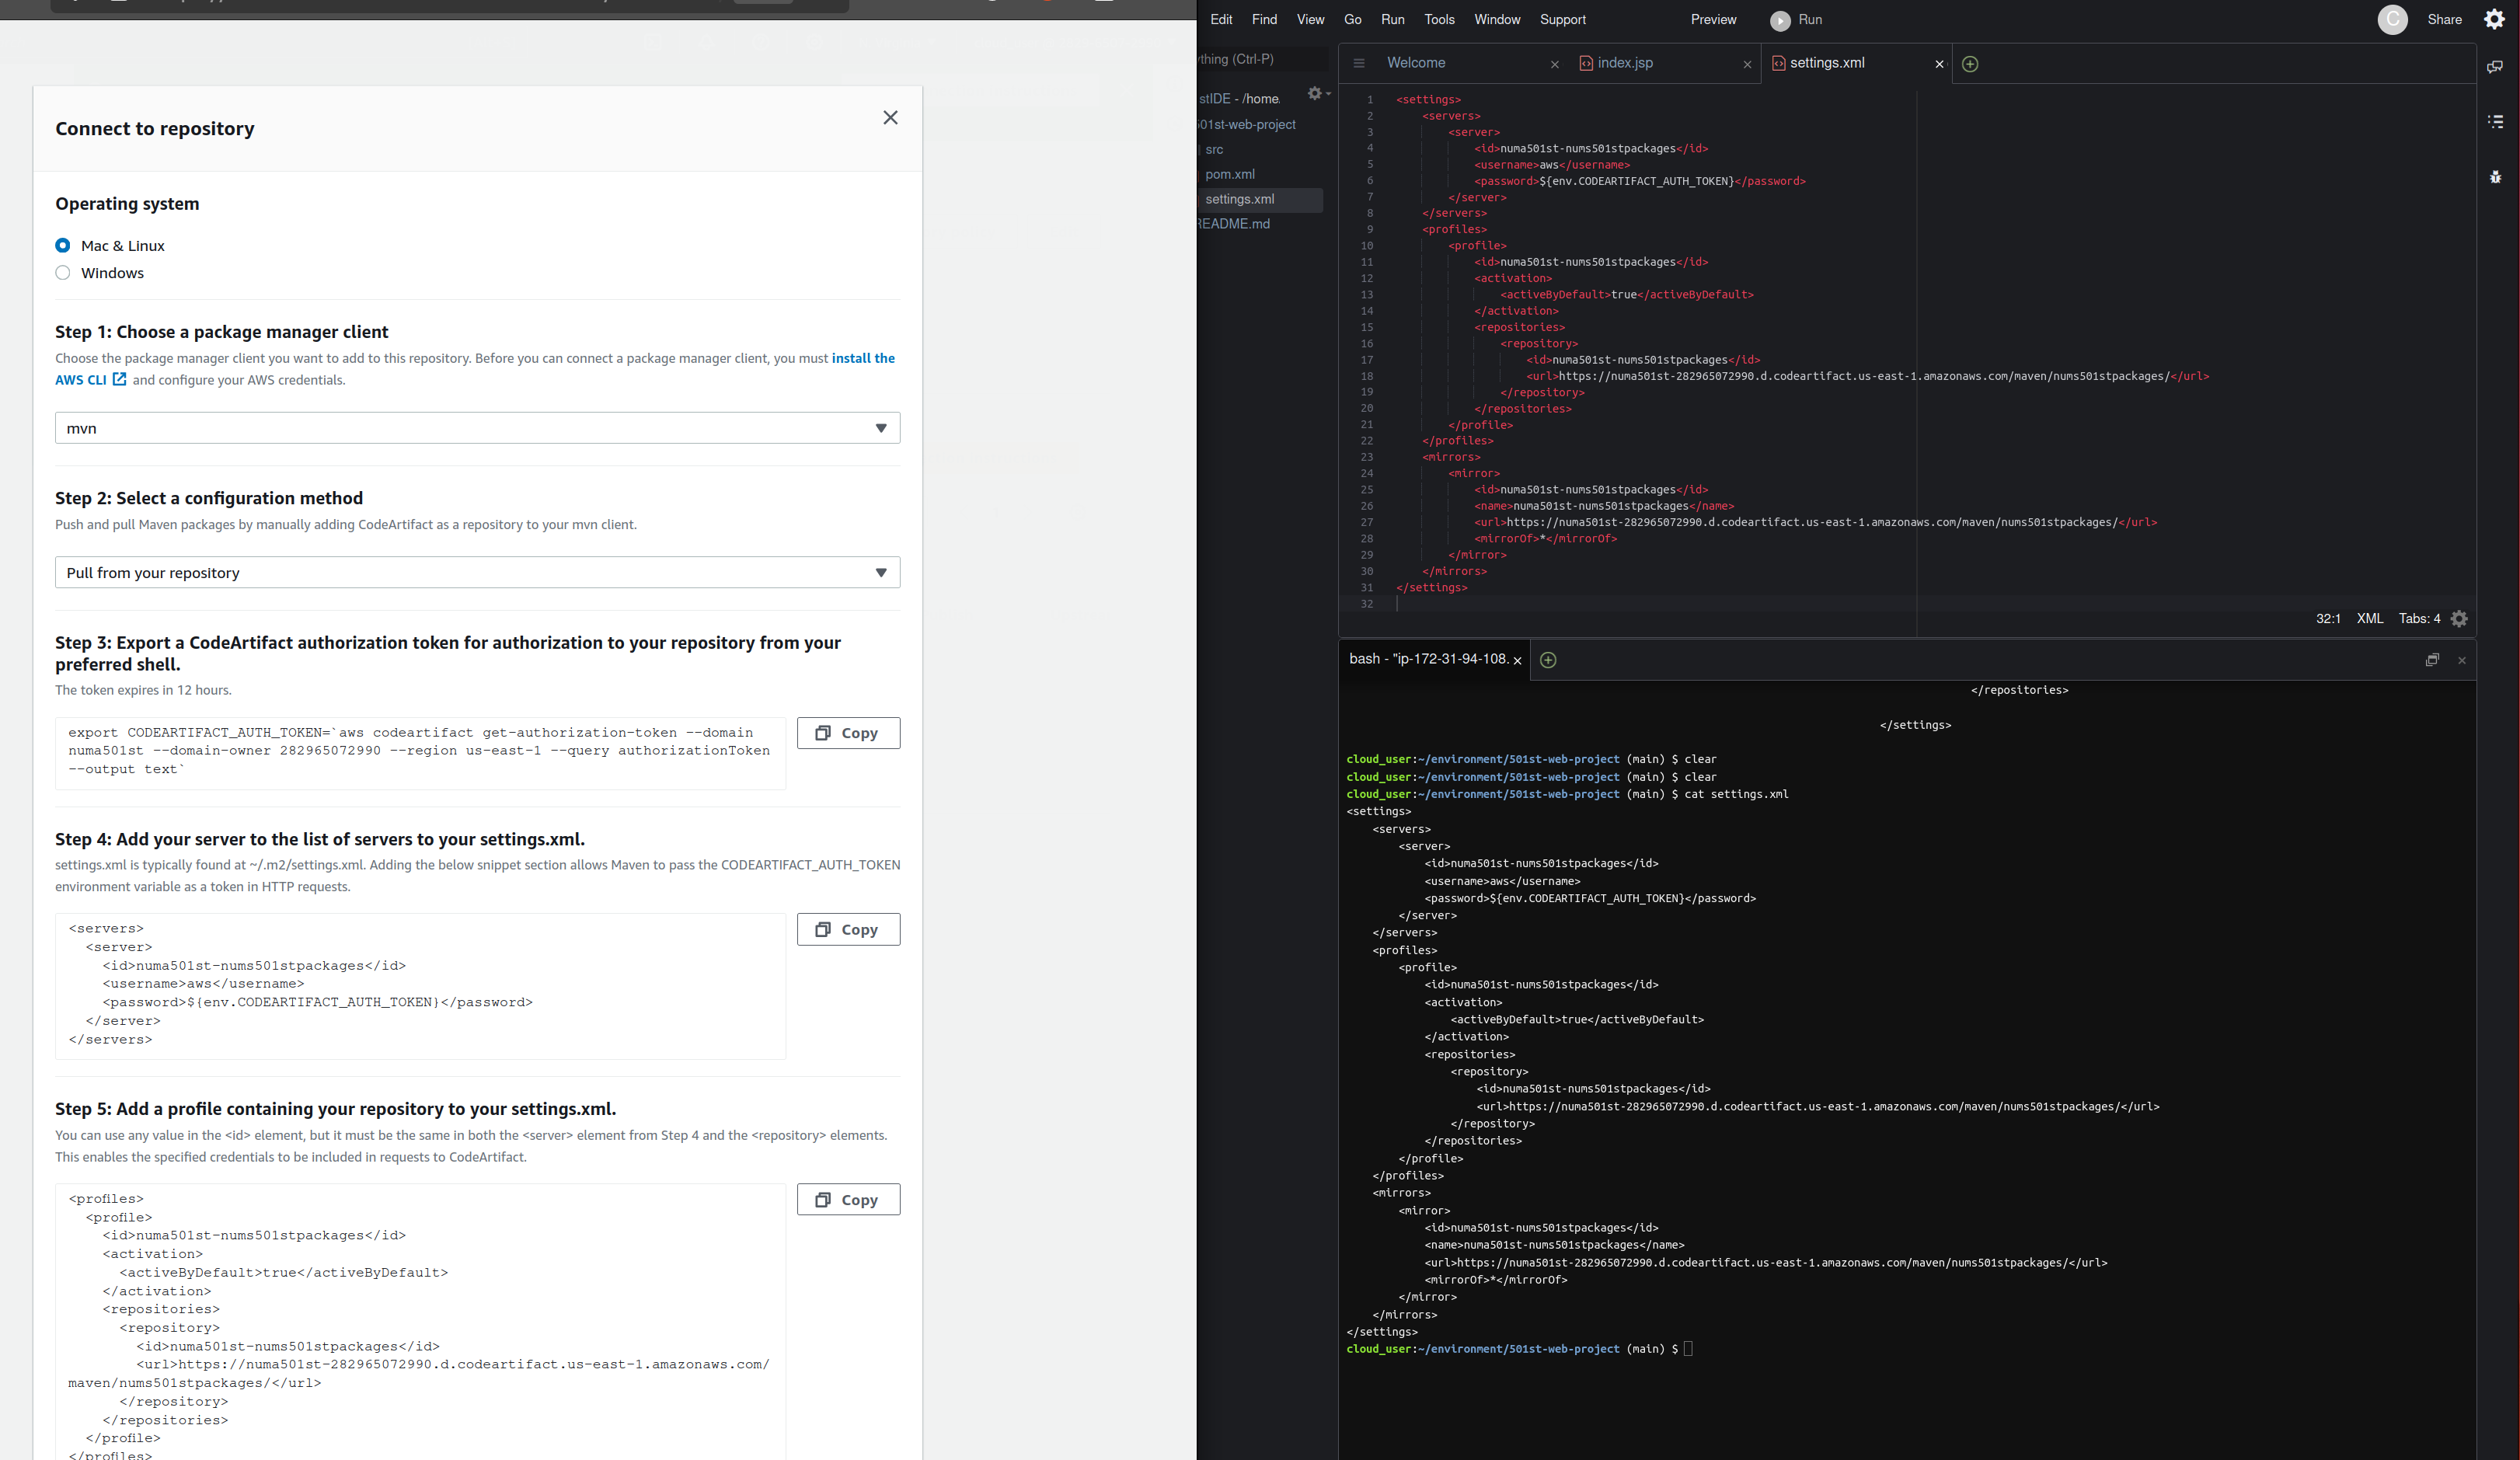 Connect to repository
Operating system
Mac & Linux
Windows
Step 1: Choose a package manager client
Choose the package manager client you want to add to this repository. Before you can connect a package manager client, you must install the
AWS CLI and configure your AWS credentials.
mvn
Step 2: Select a configuration method
Push and pull Maven packages by manually adding CodeArtifact as a repository to your mvn client.
Pull from your repository
Step 3: Export a CodeArtifact authorization token for authorization to your repository from your
preferred shell.
The token expires in 12 hours.
export CODEARTIFACT_AUTH_TOKEN=`aws codeartifact get-authorization-token --domain
numa501st --domain-owner 282965072990 --region us-east-1 --query authorizationToken
--output text`
Copy
Step 4: Add your server to the list of servers to your settings.xml.
settings.xml is typically found at ~/.m2/settings.xml. Adding the below snippet section allows Maven to pass the CODEARTIFACT_AUTH_TOKEN
environment variable as a token in HTTP requests.
<servers>
<server>
<id>numa501st-nums501stpackages</id>
<username>aws</username>
<password>${env.CODEARTIFACT_AUTH_TOKEN}</password>
</server>
</servers>
Copy
Step 5: Add a profile containing your repository to your settings.xml.
You can use any value in the <id> element, but it must be the same in both the <server> element from Step 4 and the <repository> elements.
This enables the specified credentials to be included in requests to CodeArtifact.
<profiles>
<profile>
<id>numa501st-nums501stpackages</id>
<activation>
<activeByDefault>true</activeByDefault>
</activation>
<repositories>
<repository>
<id>numa501st-nums501stpackages</id>
<url>https://numa501st-282965072990.d.codeartifact.us-east-1.amazonaws.com/
maven/nums501stpackages/</url>
</repository>
</repositories>
</profile>
</profiles>
Copy
Edit Find View Go Run Tools Window Support Preview Run C Share
ything (Ctrl-P)
stIDE - /home.
501st-web-project
src
pom.xml
settings.xml
README.md
Welcome index.jsp settings.xml
1 <settings>
2 <servers>
3 <server>
4 <id>numa501st-nums501stpackages</id>
5 <username>aws</username>
6 <password>${env.CODEARTIFACT_AUTH_TOKEN}</password>
7 </server>
8 </servers>
9 <profiles>
10 <profile>
11 <id>numa501st-nums501stpackages</id>
12 <activation>
13 <activeByDefault>true</activeByDefault>
14 </activation>
15 <repositories>
16 <repository>
17 <id>numa501st-nums501stpackages</id>
18 <url>https://numa501st-282965072990.d.codeartifact.us-east-1.amazonaws.com/maven/nums501stpackages/</url>
19 </repository>
20 </repositories>
21 </profile>
22 </profiles>
23 <mirrors>
24 <mirror>
25 <id>numa501st-nums501stpackages</id>
26 <name>numa501st-nums501stpackages</name>
27 <url>https://numa501st-282965072990.d.codeartifact.us-east-1.amazonaws.com/maven/nums501stpackages/</url>
28 <mirrorOf>*</mirrorOf>
29 </mirror>
30 </mirrors>
31 </settings>
32
32:1 XML Tabs: 4
bash - "ip-172-31-94-108.
</repositories>
</settings>
cloud_user:~/environment/501st-web-project (main) $ clear
cloud_user:~/environment/501st-web-project (main) $ clear
cloud_user:~/environment/501st-web-project (main) $ cat settings.xml
<settings>
<servers>
<server>
<id>numa501st-nums501stpackages</id>
<username>aws</username>
<password>${env.CODEARTIFACT_AUTH_TOKEN}</password>
</server>
</servers>
<profiles>
<profile>
<id>numa501st-nums501stpackages</id>
<activation>
<activeByDefault>true</activeByDefault>
</activation>
<repositories>
<repository>
<id>numa501st-nums501stpackages</id>
<url>https://numa501st-282965072990.d.codeartifact.us-east-1.amazonaws.com/maven/nums501stpackages/</url>
</repository>
</repositories>
</profile>
</profiles>
<mirrors>
<mirror>
<id>numa501st-nums501stpackages</id>
<name>numa501st-nums501stpackages</name>
<url>https://numa501st-282965072990.d.codeartifact.us-east-1.amazonaws.com/maven/nums501stpackages/</url>
<mirrorOf>*</mirrorOf>
</mirror>
</mirrors>
</settings>
cloud_user:~/environment/501st-web-project (main) $